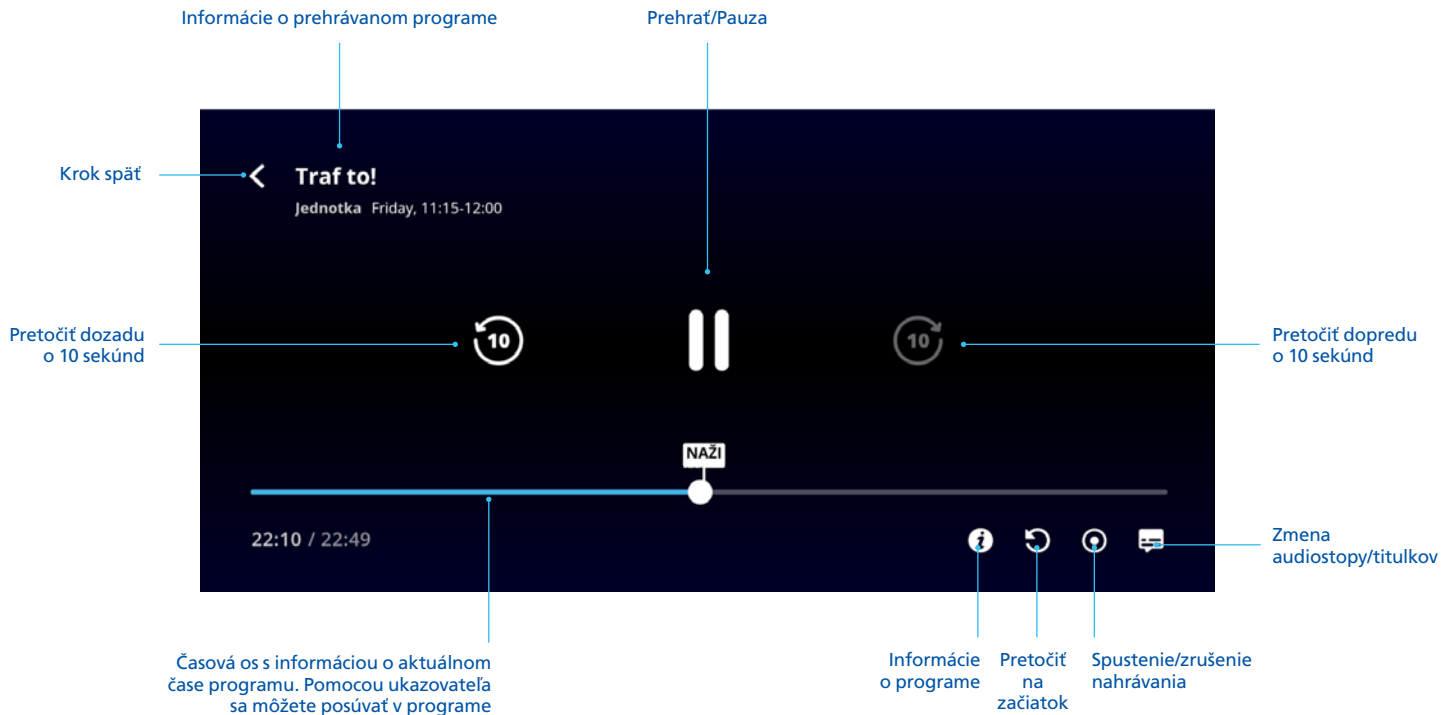 Informácie o prehrávanom programe
Prehrať/Pauza
Krok späť
Traf to!
Jednotka Friday, 11:15-12:00
Pretočiť dozadu
o 10 sekúnd
10
10
Pretočiť dopredu
o 10 sekúnd
NAŽI
22:10 / 22:49
i
Zmena
audiostopy/titulkov
Časová os s informáciou o aktuálnom
čase programu. Pomocou ukazovateľa
sa môžete posúvať v programe
Informácie
o programe
Pretočiť
na
začiatok
Spustenie/zrušenie
nahrávania